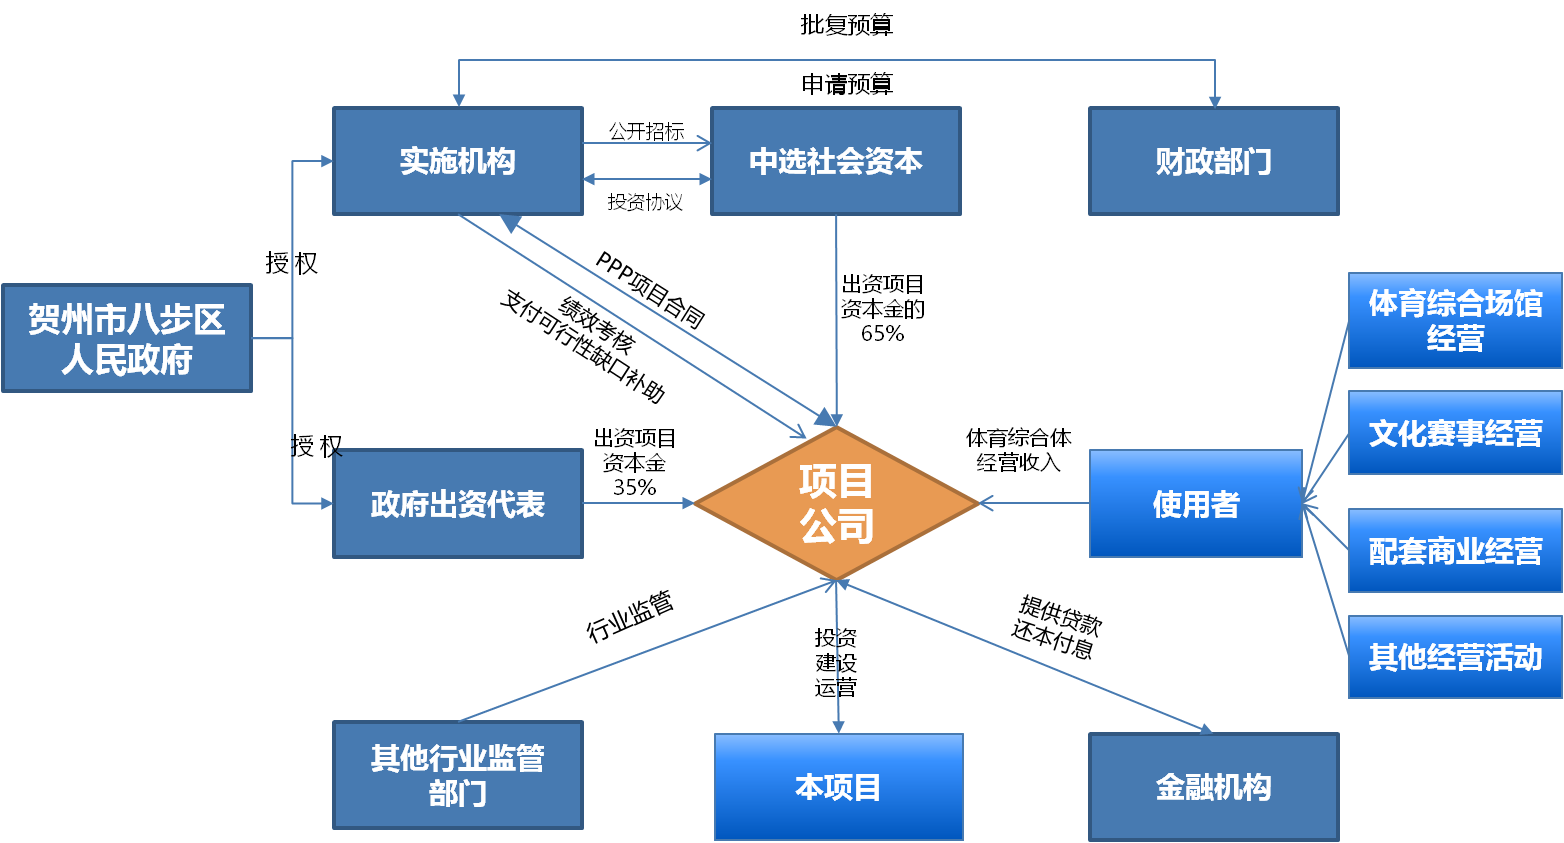 批复预算
申请预算
实施机构
公开招标
投资协议
中选社会资本
财政部门
授 权
贺州市八步区
人民政府
授 权
PPP项目合同
绩效考核
支付可行性缺口补助
出资项目
资本金的
65%
体育综合场馆
经营
文化赛事经营
配套商业经营
其他经营活动
政府出资代表
出资项目
资本金
35%
项目
公司
体育综合体
经营收入
使用者
行业监管
投资
建设
运营
提供贷款
还本付息
其他行业监管
部门
本项目
金融机构